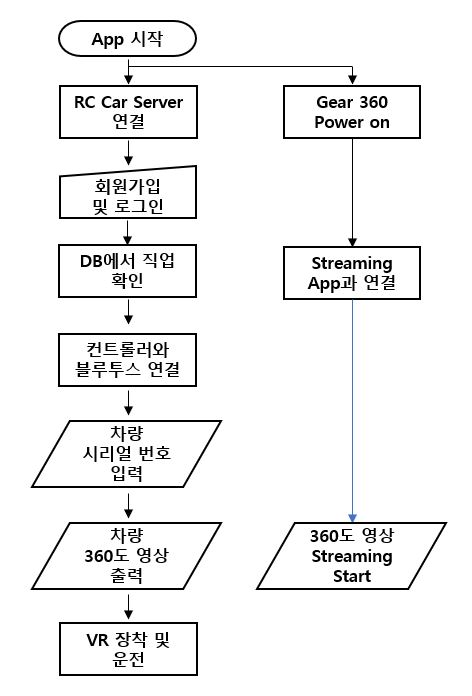 App 시작
RC Car Server
연결
Gear 360
Power on
회원가입
및 로그인
DB에서 직업
확인
Streaming
App과 연결
컨트롤러와
블루투스 연결
차량
시리얼 번호
입력
차량
360도 영상
출력
360도 영상
Streaming
Start
VR 장착 및
운전